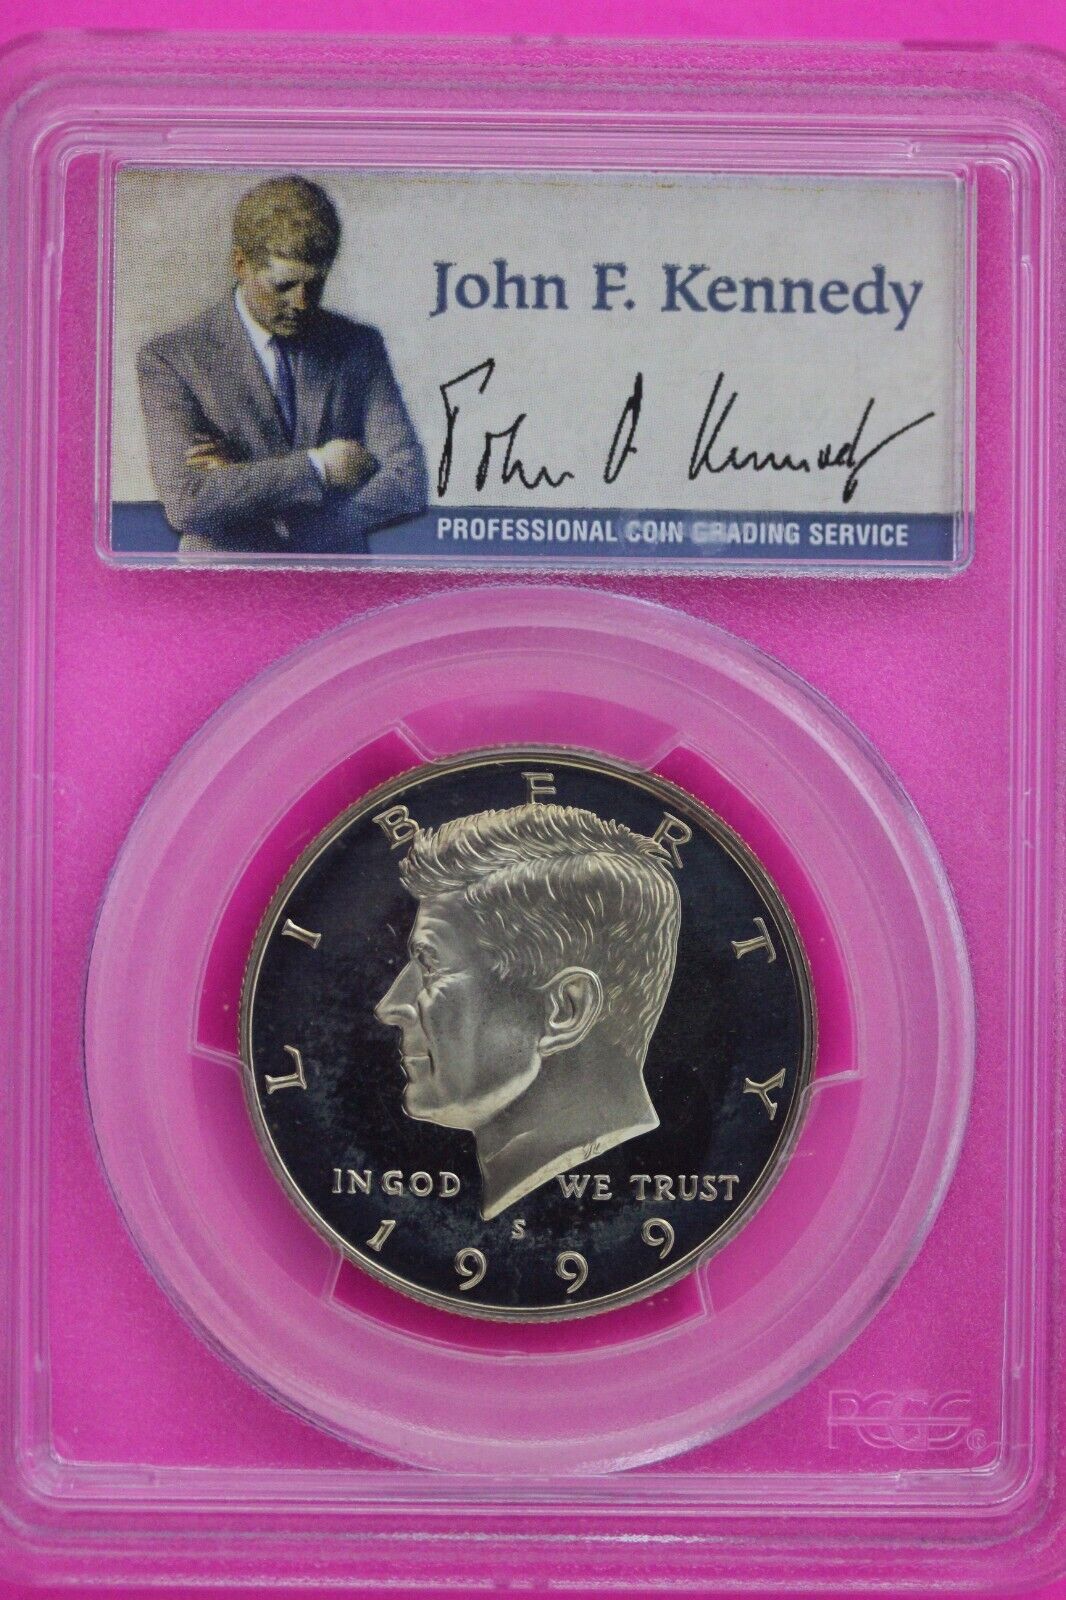 John F. Kennedy
John F. Kennedy
PROFESSIONAL COIN GRADING SERVICE
LIBERTY
IN GOD WE TRUST
S
1999
PCGS